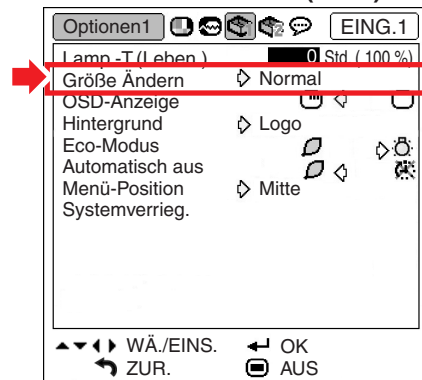 Optionen1 EING.1
Lamp.-T (Leben ) 0 Std. ( 100 %)
Größe Ändern Normal
OSD-Anzeige
Hintergrund Logo
Eco-Modus
Automatisch aus
Menü-Position Mitte
Systemverrieg.
WÄ./EINS. OK
ZUR. AUS